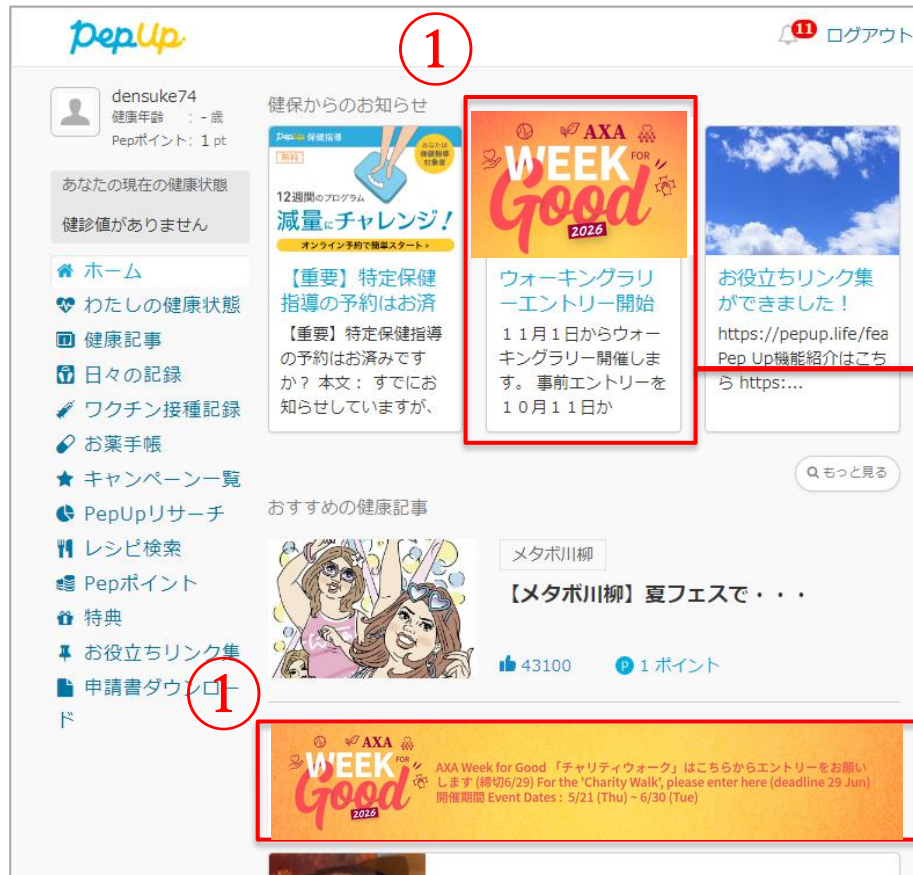 PepUp
①
11 ログアウト
densuke74
健康年齢 : - 歳
Pepポイント: 1 pt
あなたの現在の健康状態
健診値がありません
ホーム
わたしの健康状態
健康記事
日々の記録
ワクチン接種記録
お薬手帳
キャンペーン一覧
PepUpリサーチ
レシピ検索
Pepポイント
特典
お役立ちリンク集
申請書ダウンロー
ド
健保からのお知らせ
PepUp 保健指導
無料
あなたは
保健指導
対象者
12週間のプログラム
減量にチャレンジ!
オンライン予約で簡単スタート
【重要】特定保健
指導の予約はお済
【重要】特定保健指導
の予約はお済みです
か? 本文: すでにお
知らせしていますが、
AXA
WEEK FOR
Good
2026
ウォーキングラリ
ーエントリー開始
11月1日からウォー
キングラリー開催しま
す。 事前エントリーを
10月11日か
お役立ちリンク集
ができました!
https://pepup.life/fea
Pep Up機能紹介はこち
ら https:...
もっと見る
おすすめの健康記事
メタボ川柳
【メタボ川柳】夏フェスで・・・
43100
P 1 ポイント
①
AXA
WEEK FOR
Good
2026
AXA Week for Good 「チャリティウォーク」はこちらからエントリーをお願い
します (締切6/29) For the 'Charity Walk', please enter here (deadline 29 Jun)
開催期間 Event Dates : 5/21 (Thu) ~ 6/30 (Tue)